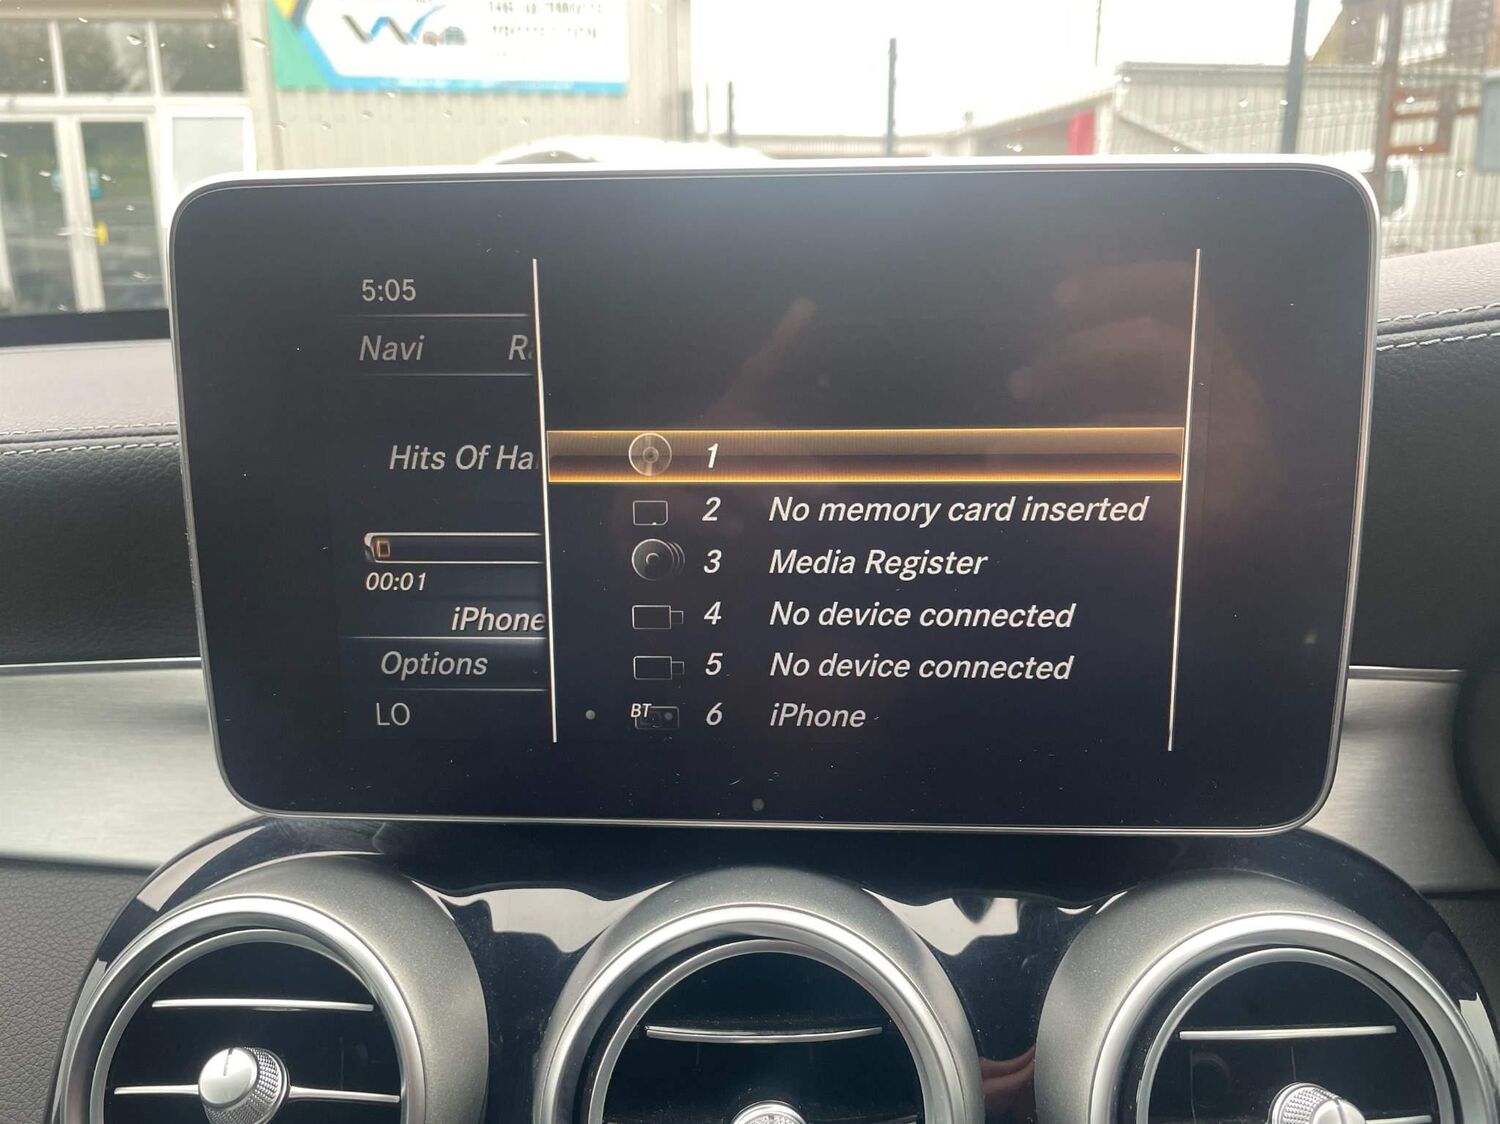 5:05
Navi
Hits Of Ha
00:01
iPhone
Options
LO
1
2 No memory card inserted
3 Media Register
4 No device connected
5 No device connected
BT 6 iPhone